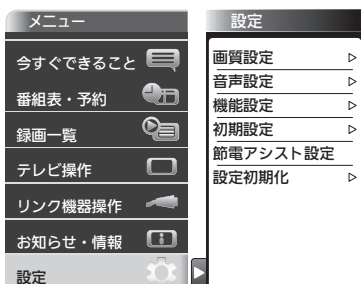 メニュー
今すぐできること
番組表・予約
録画一覧
テレビ操作
リンク機器操作
お知らせ・情報
設定
設定
画質設定
音声設定
機能設定
初期設定
節電アシスト設定
設定初期化